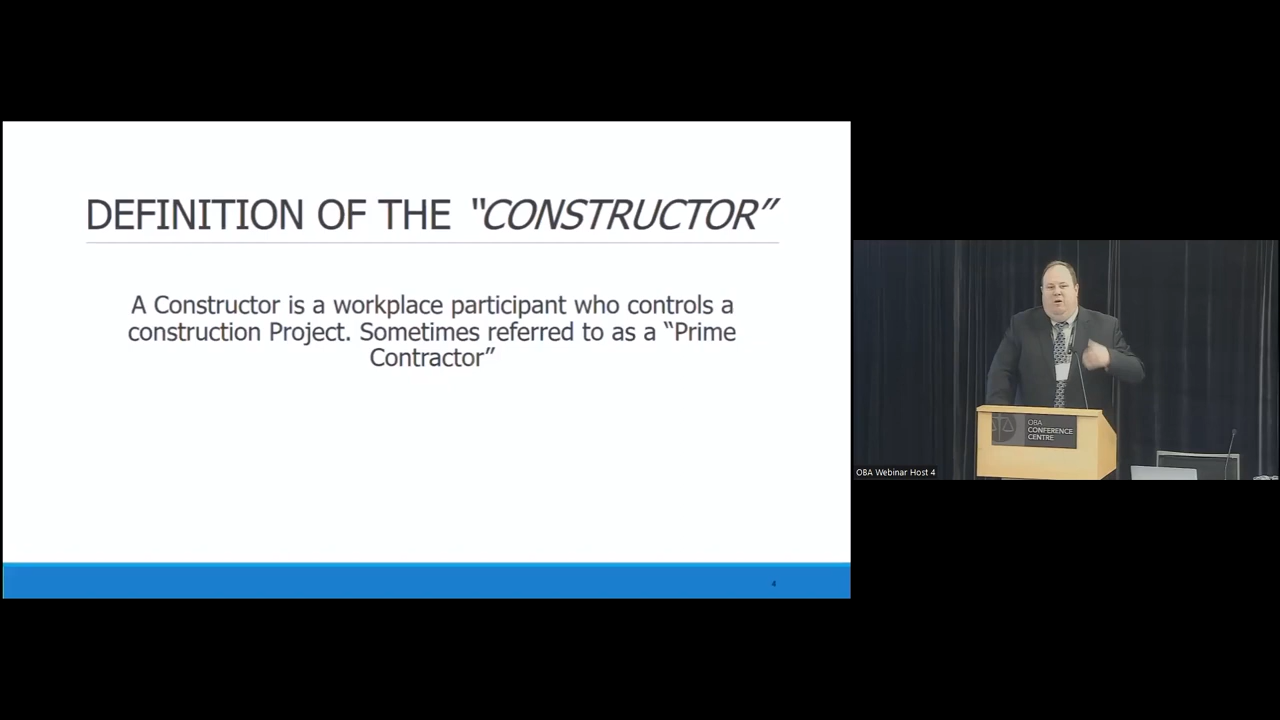 DEFINITION OF THE “CONSTRUCTOR”
A Constructor is a workplace participant who controls a
construction Project. Sometimes referred to as a “Prime
Contractor”
4
OBA
CONFERENCE
CENTRE
OBA Webinar Host 4